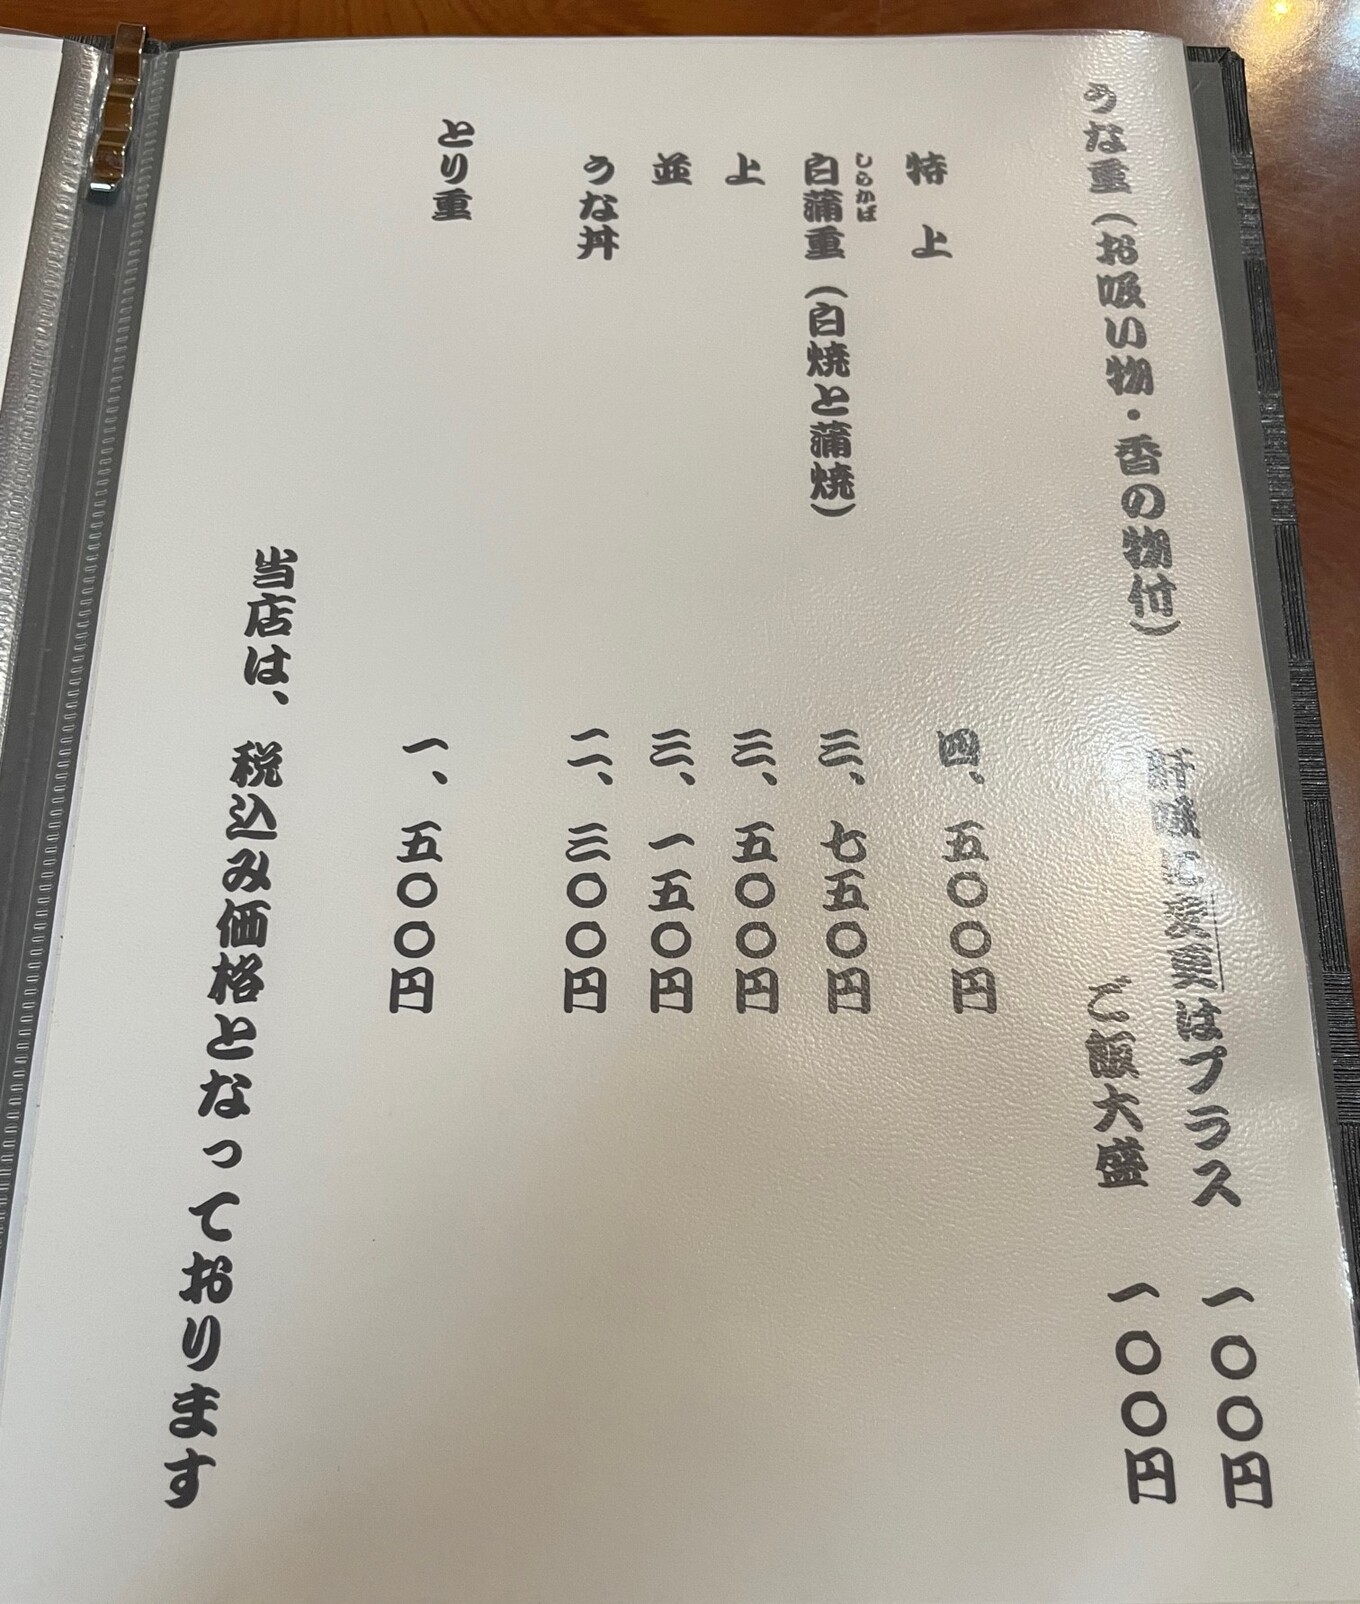 うな重（お吸い物・香の物付）
肝吸に変更はプラス 一〇〇円
ご飯大盛 一〇〇円
特上 四、五〇〇円
しらかば
白蒲重（白焼と蒲焼） 三、七五〇円
上 三、五〇〇円
並 三、一五〇円
うな丼 二、三〇〇円
とり重 一、五〇〇円
当店は、税込み価格となっております